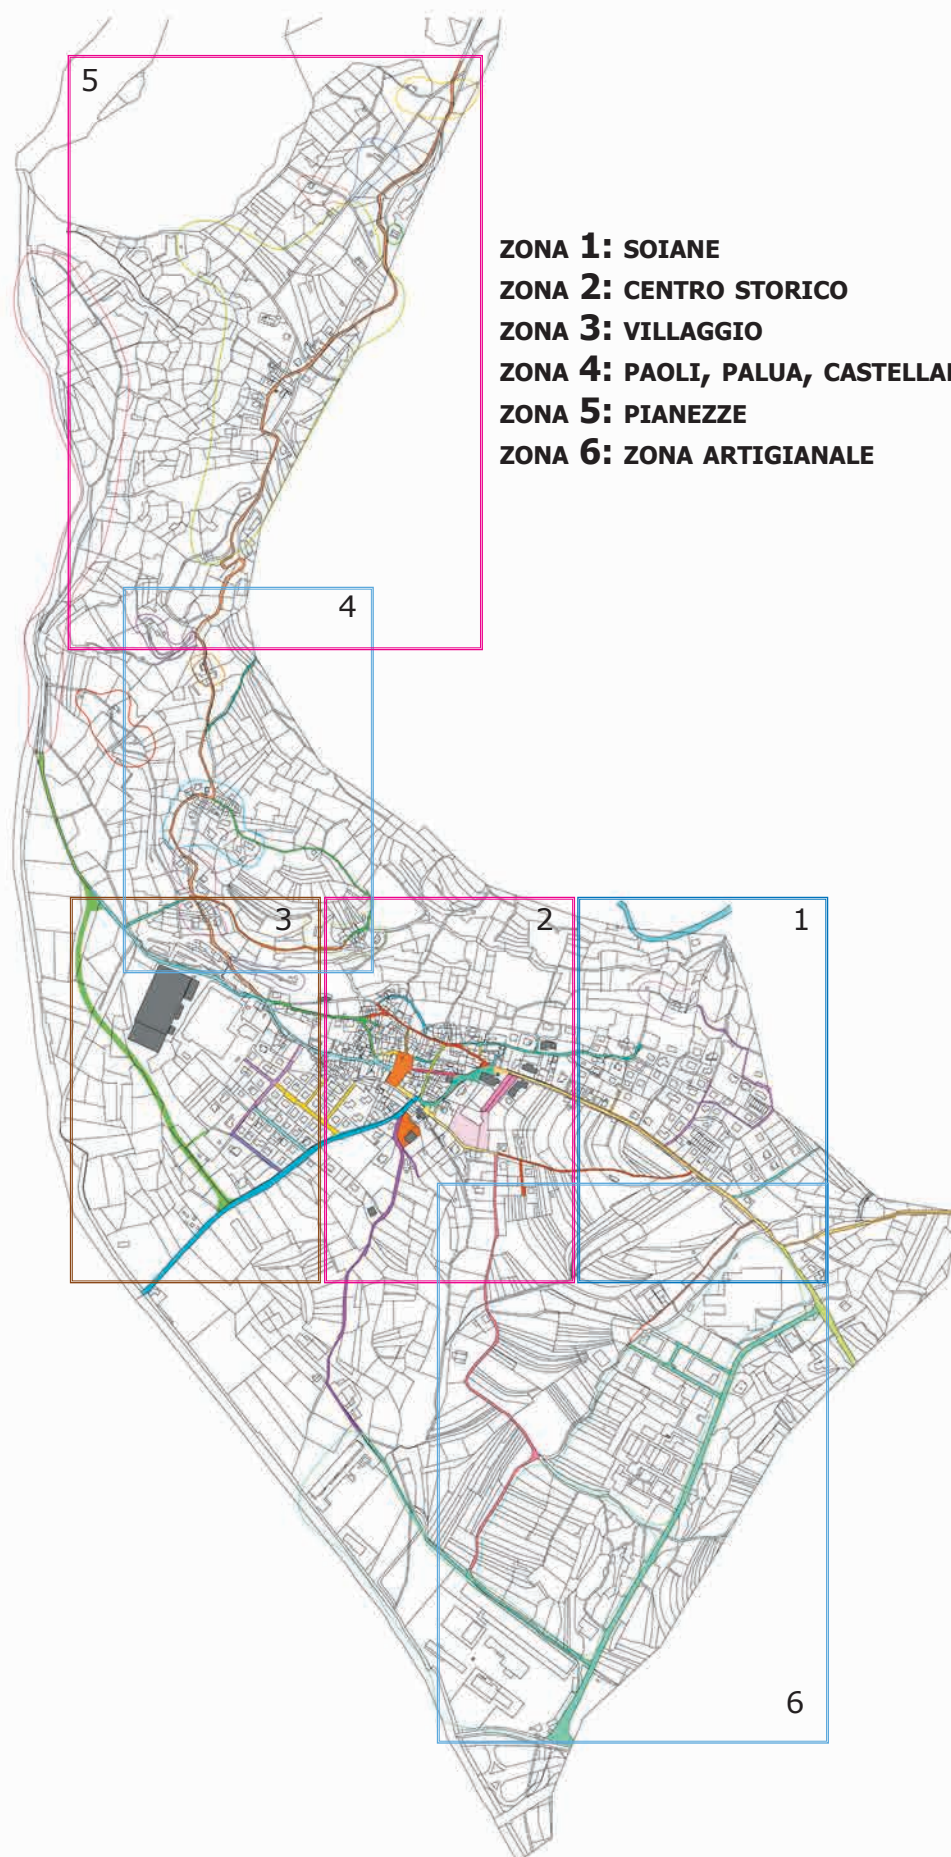 5
ZONA 1: SOIANE
ZONA 2: CENTRO STORICO
ZONA 3: VILLAGGIO
ZONA 4: PAOLI, PALUA,
ZONA 5: PIANEZZE
ZONA 6: ZONA ARTIGIANALE
4
3
2
1
6